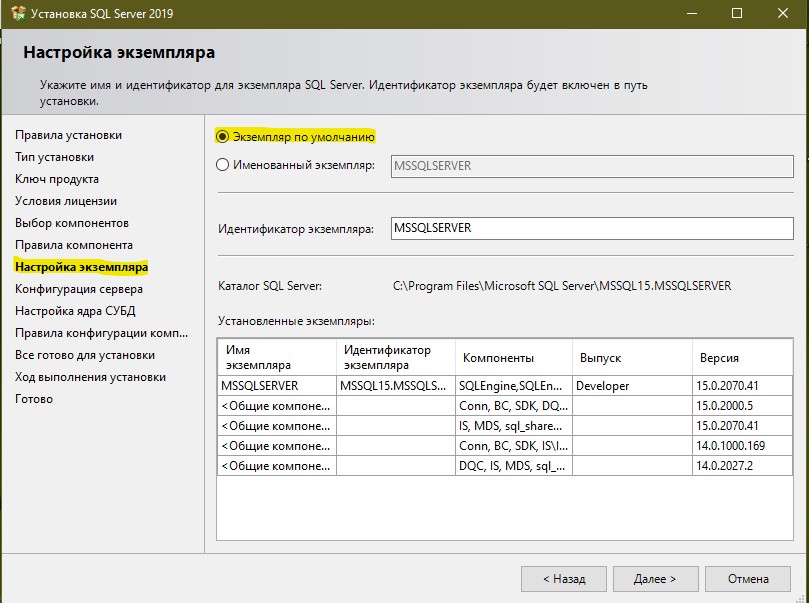 Установка SQL Server 2019
Настройка экземпляра
Укажите имя и идентификатор для экземпляра SQL Server. Идентификатор экземпляра будет включен в путь
установки.
Правила установки
Тип установки
Ключ продукта
Условия лицензии
Выбор компонентов
Правила компонента
Настройка экземпляра
Конфигурация сервера
Настройка ядра СУБД
Правила конфигурации комп...
Все готово для установки
Ход выполнения установки
Готово
Экземпляр по умолчанию
Именованный экземпляр: MSSQLSERVER
Идентификатор экземпляра: MSSQLSERVER
Каталог SQL Server: C:\Program Files\Microsoft SQL Server\MSSQL15.MSSQLSERVER
Установленные экземпляры:
Имя экземпляра Идентификатор экземпляра Компоненты Выпуск Версия
MSSQLSERVER MSSQL15.MSSQLS... SQLEngine,SQLEn... Developer 15.0.2070.41
<Общие компоне... Conn, BC, SDK, DQ... 15.0.2000.5
<Общие компоне... IS, MDS, sql_share... 15.0.2070.41
<Общие компоне... Conn, BC, SDK, IS\I... 14.0.1000.169
<Общие компоне... DQC, IS, MDS, sql_... 14.0.2027.2
< Назад Далее > Отмена